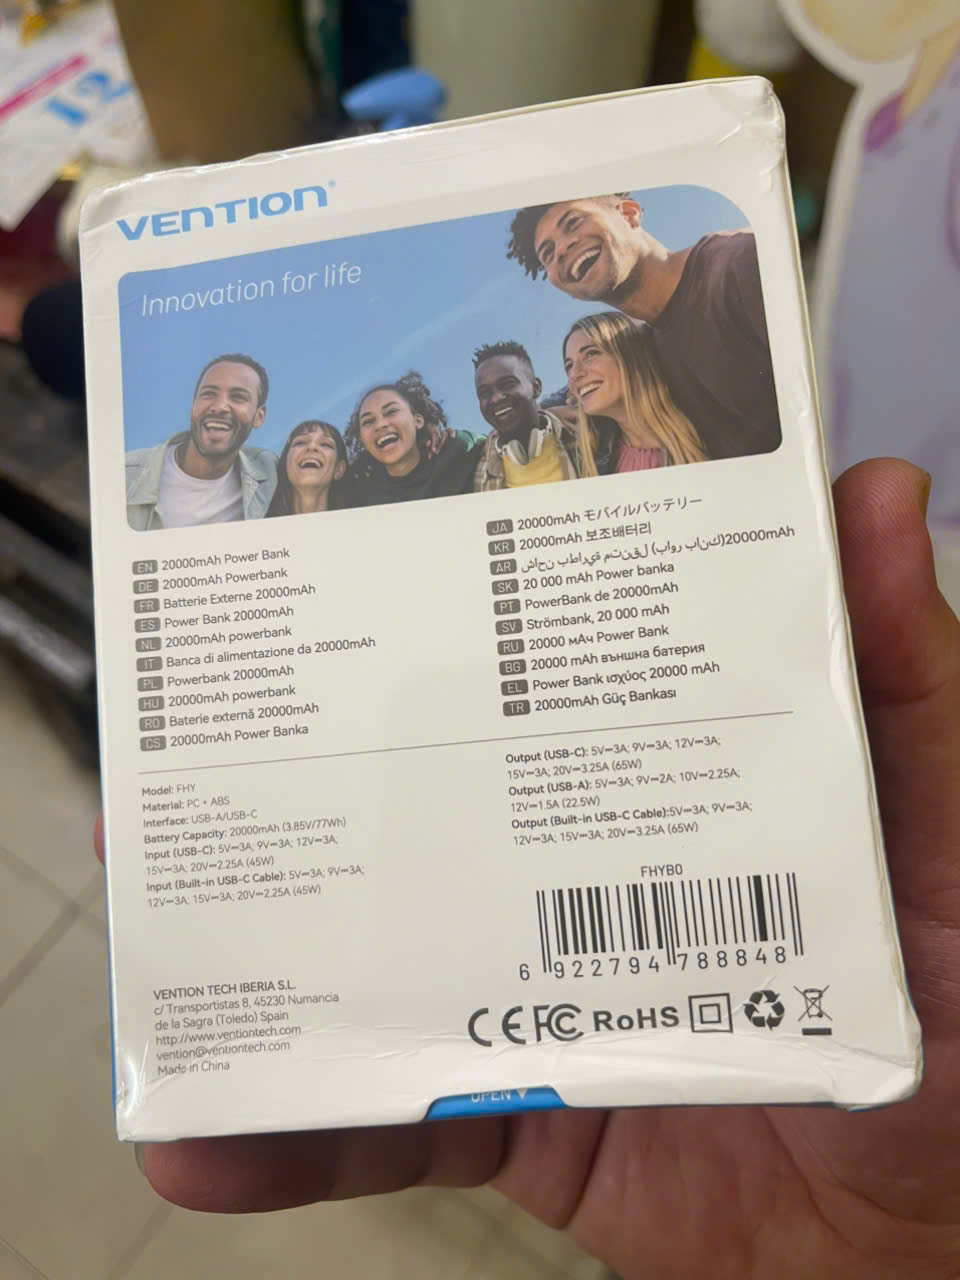 12
VENTION®
Innovation for life
EN 20000mAh Power Bank
DE 20000mAh Powerbank
FR Batterie Externe 20000mAh
ES Power Bank 20000mAh
NL 20000mAh powerbank
IT Banca di alimentazione da 20000mAh
PL Powerbank 20000mAh
HU 20000mAh powerbank
RO Baterie externă 20000mAh
CS 20000mAh Power Banka
JA 20000mAh モバイルバッテリー
KR 20000mAh 보조배터리
AR شاحن بطارية متنقل (باور بانك)20000mAh
SK 20 000 mAh Power banka
PT PowerBank de 20000mAh
SV Strömbank, 20 000 mAh
RU 20000 мАч Power Bank
BG 20000 mAh външна батерия
EL Power Bank ισχύος 20000 mAh
TR 20000mAh Güç Bankası
Model: FHY
Material: PC + ABS
Interface: USB-A/USB-C
Battery Capacity: 20000mAh (3.85V/77Wh)
Input (USB-C): 5V⎓3A; 9V⎓3A; 12V⎓3A;
15V⎓3A; 20V⎓2.25A (45W)
Input (Built-in USB-C Cable): 5V⎓3A; 9V⎓3A;
12V⎓3A; 15V⎓3A; 20V⎓2.25A (45W)
Output (USB-C): 5V⎓3A; 9V⎓3A; 12V⎓3A;
15V⎓3A; 20V⎓3.25A (65W)
Output (USB-A): 5V⎓3A; 9V⎓2A; 10V⎓2.25A;
12V⎓1.5A (22.5W)
Output (Built-in USB-C Cable):5V⎓3A; 9V⎓3A;
12V⎓3A; 15V⎓3A; 20V⎓3.25A (65W)
FHYB0
6 922794 788848
VENTION TECH IBERIA S.L.
c/ Transportistas 8, 45230 Numancia
de la Sagra (Toledo) Spain
http://www.ventiontech.com
vention@ventiontech.com
Made in China
CE FC RoHS
OPEN